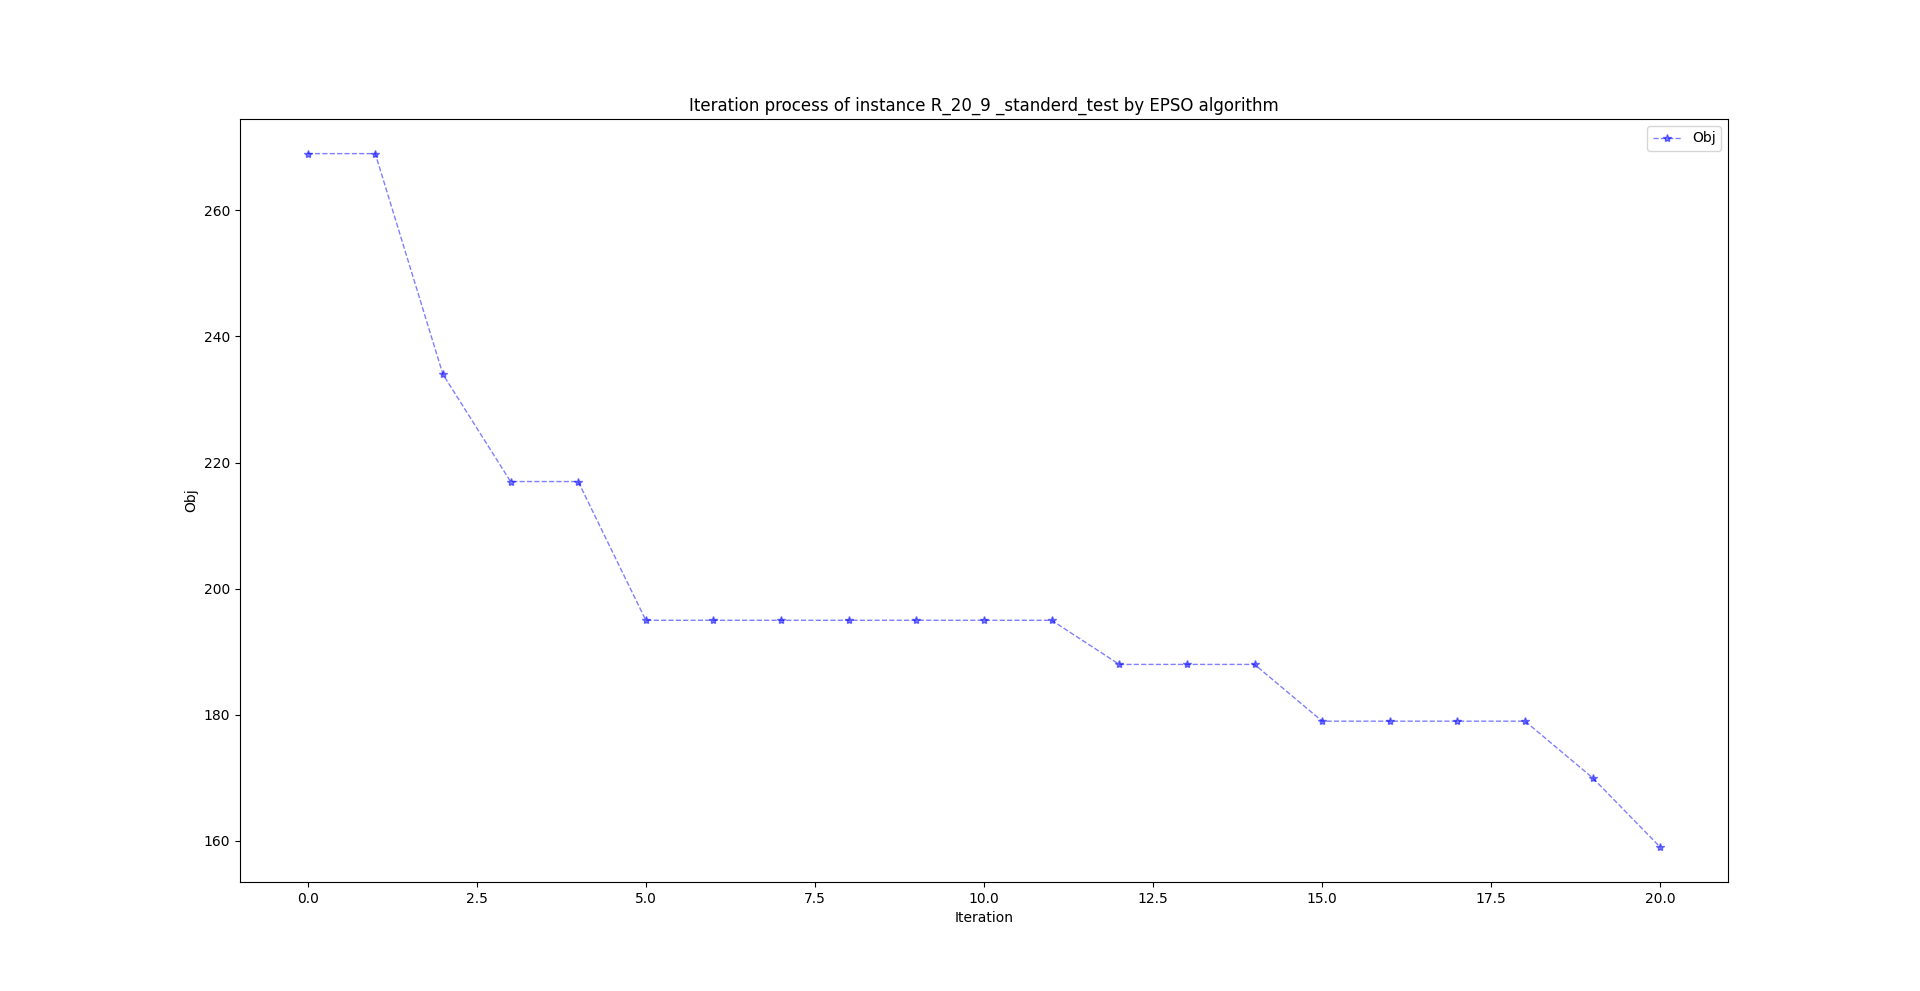 Iteration process of instance R_20_9 _standerd_test by EPSO algorithm
Obj
260
240
220
200
180
160
Obj
0.0 2.5 5.0 7.5 10.0 12.5 15.0 17.5 20.0
Iteration